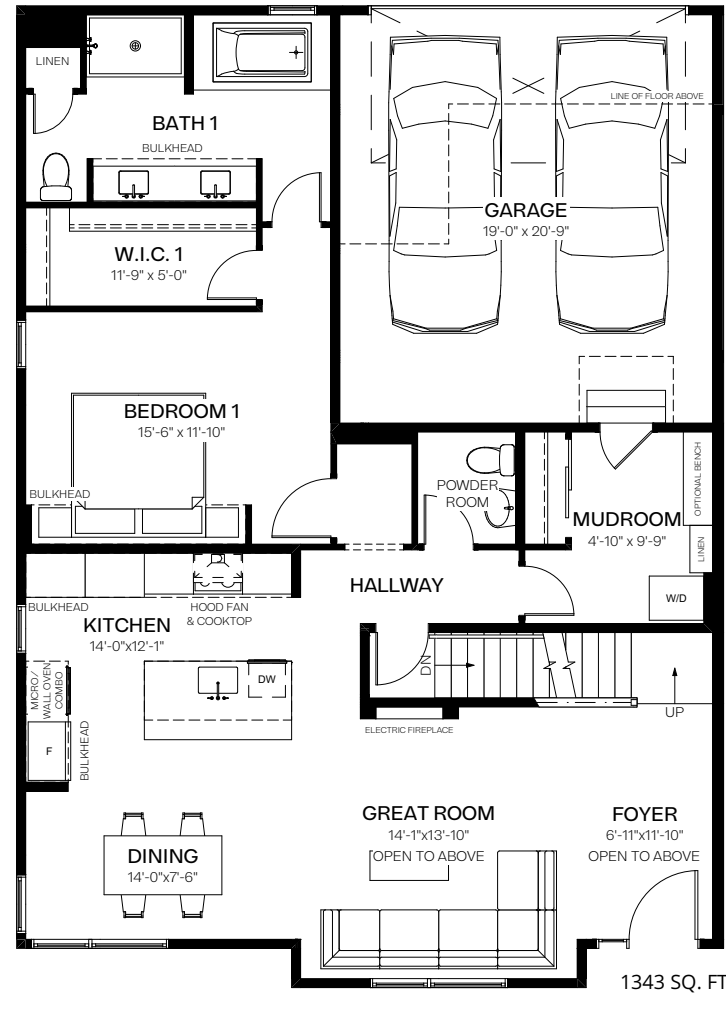 LINEN
BATH 1
BULKHEAD
LINE OF FLOOR ABOVE
GARAGE
19'-0" x 20'-9"
W.I.C. 1
11'-9" x 5'-0"
BEDROOM 1
15'-6" x 11'-10"
BULKHEAD
POWDER
ROOM
OPTIONAL BENCH
MUDROOM
4'-10" x 9'-9"
LINEN
W/D
HALLWAY
BULKHEAD
HOOD FAN
& COOKTOP
KITCHEN
14'-0"x12'-1"
MICRO/
WALL OVEN
COMBO
DW
F
BULKHEAD
DN
UP
ELECTRIC FIREPLACE
GREAT ROOM
14'-1"x13'-10"
OPEN TO ABOVE
FOYER
6'-11"x11'-10"
OPEN TO ABOVE
DINING
14'-0"x7'-6"
1343 SQ. FT